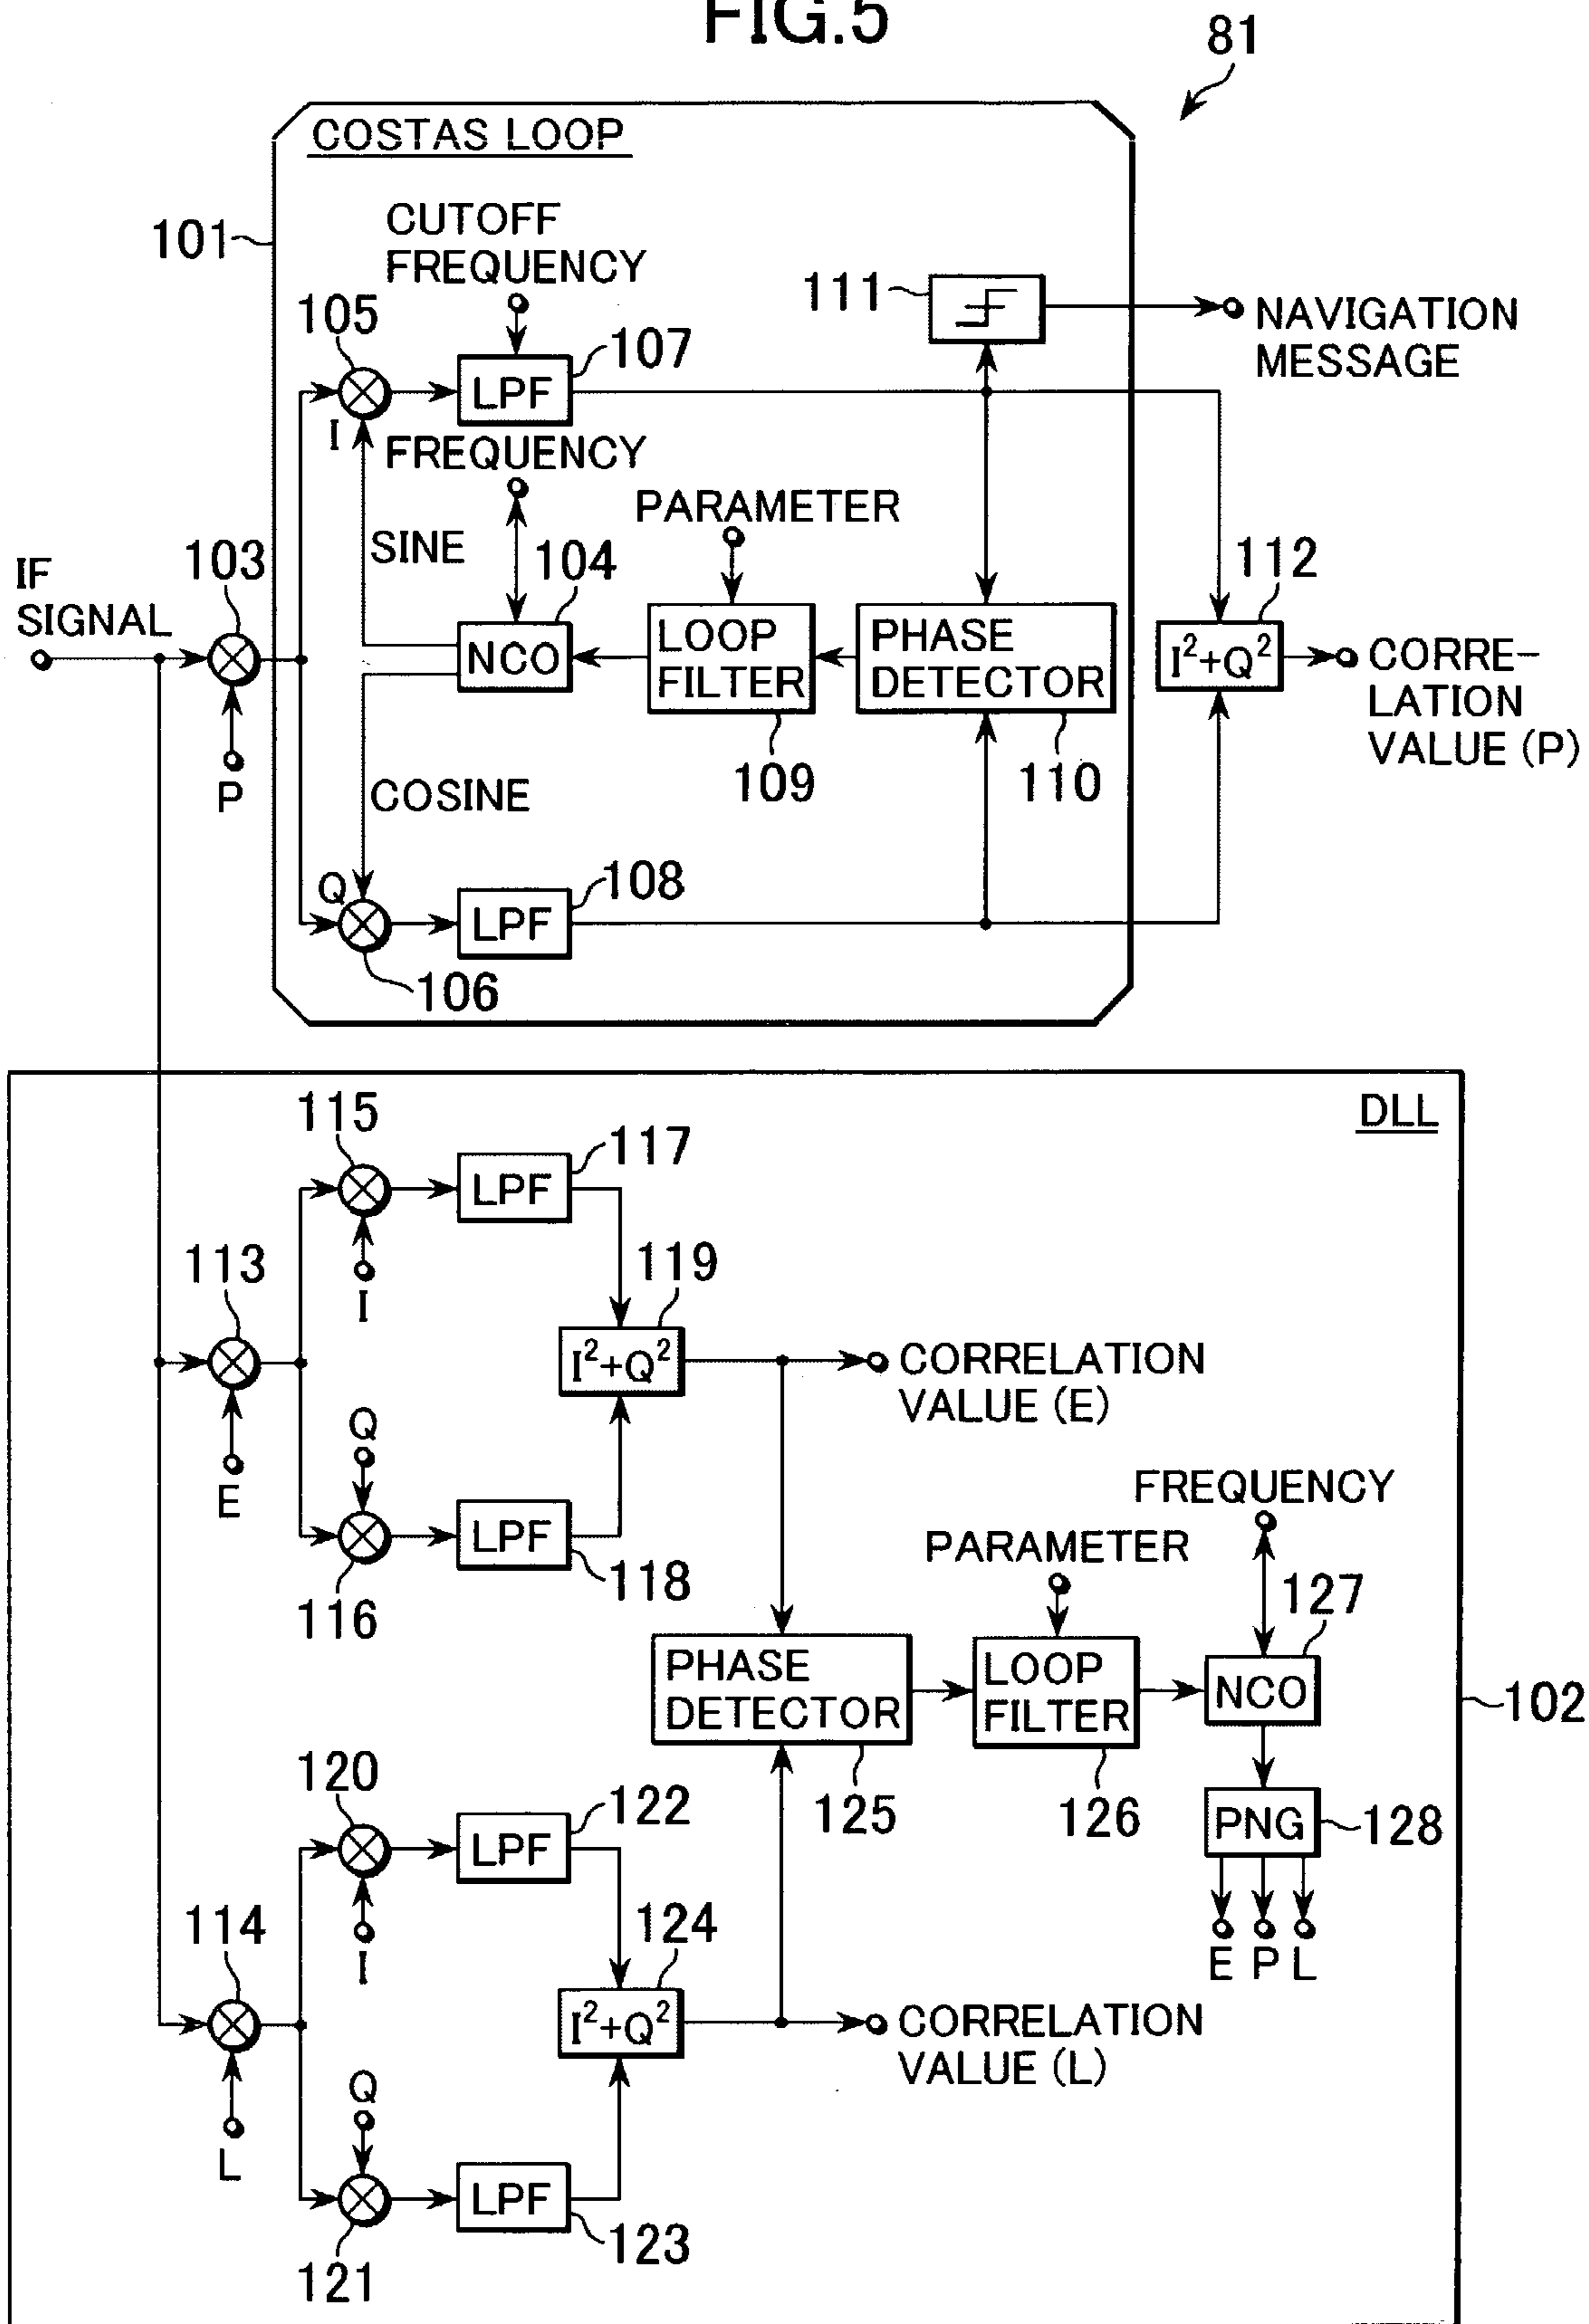 FIG.5
81
COSTAS LOOP
101
CUTOFF
FREQUENCY
105
107
LPF
I
111
NAVIGATION
MESSAGE
FREQUENCY
PARAMETER
SINE
104
IF
SIGNAL
103
P
NCO
LOOP
FILTER
109
PHASE
DETECTOR
110
112
I²+Q²
CORRE-
LATION
VALUE (P)
COSINE
Q
106
108
LPF
DLL
115
117
LPF
I
113
E
119
I²+Q²
CORRELATION
VALUE (E)
Q
116
LPF
118
FREQUENCY
PARAMETER
127
PHASE
DETECTOR
125
LOOP
FILTER
126
NCO
102
PNG
128
E P L
120
122
LPF
I
114
L
124
I²+Q²
CORRELATION
VALUE (L)
Q
121
LPF
123